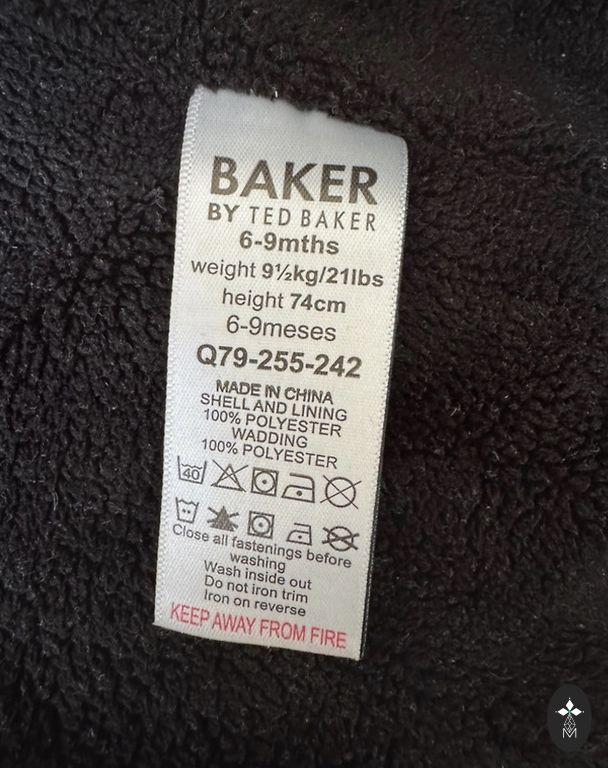 BAKER
BY TED BAKER
6-9mths
weight 9½kg/21lbs
height 74cm
6-9meses
Q79-255-242
MADE IN CHINA
SHELL AND LINING
100% POLYESTER
WADDING
100% POLYESTER
40
Close all fastenings before
washing
Wash inside out
Do not iron trim
Iron on reverse
KEEP AWAY FROM FIRE
M